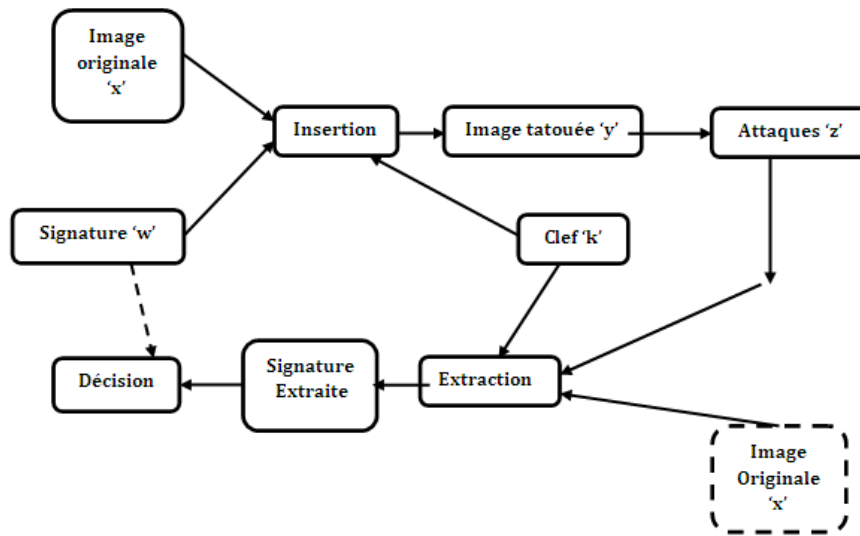 Image
originale
‘x’
Insertion
Image tatouée ‘y’
Attaques ‘z’
Signature ‘w’
Clef ‘k’
Décision
Signature
Extraite
Extraction
Image
Originale
‘x’